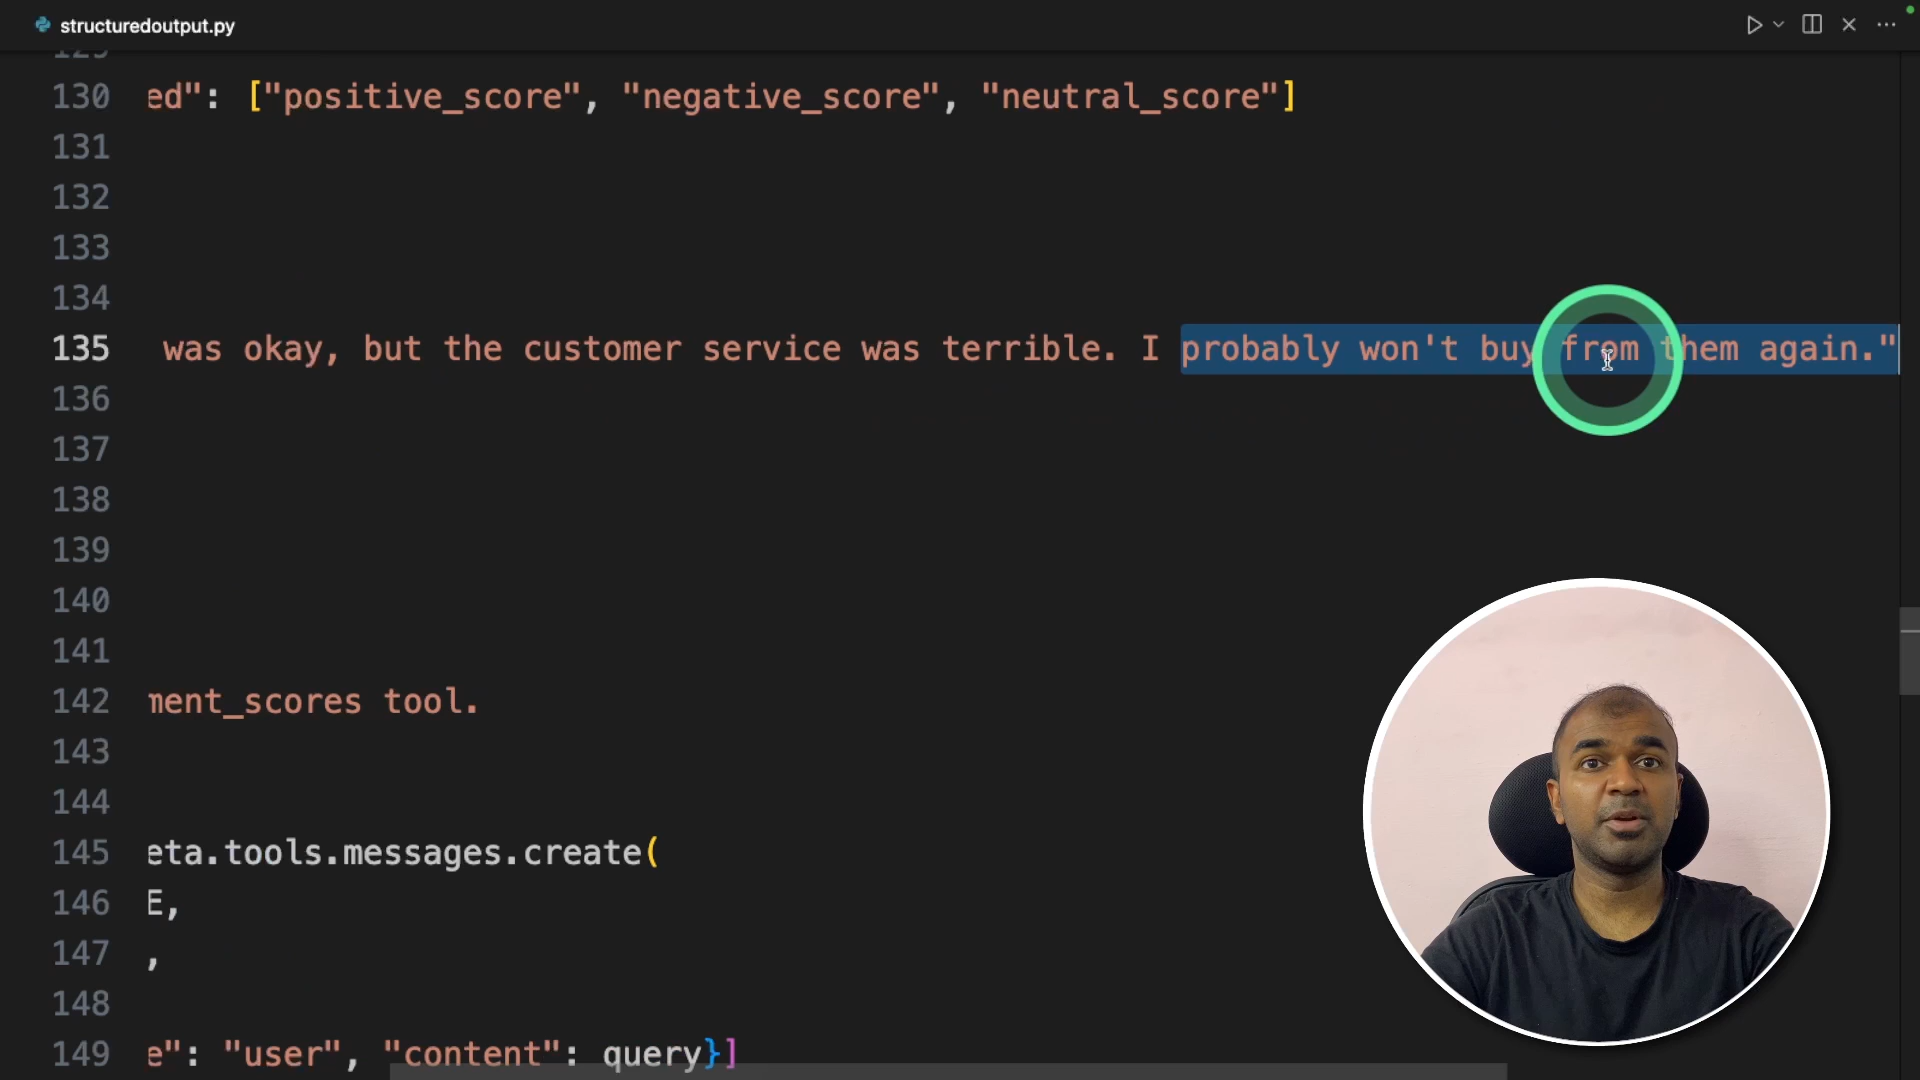 structuredoutput.py
129
130 ed": ["positive_score", "negative_score", "neutral_score"]
131
132
133
134
135 was okay, but the customer service was terrible. I probably won't buy from them again."
136
137
138
139
140
141
142 ment_scores tool.
143
144
145 eta.tools.messages.create(
146 E,
147 ,
148
149 e": "user", "content": query}]